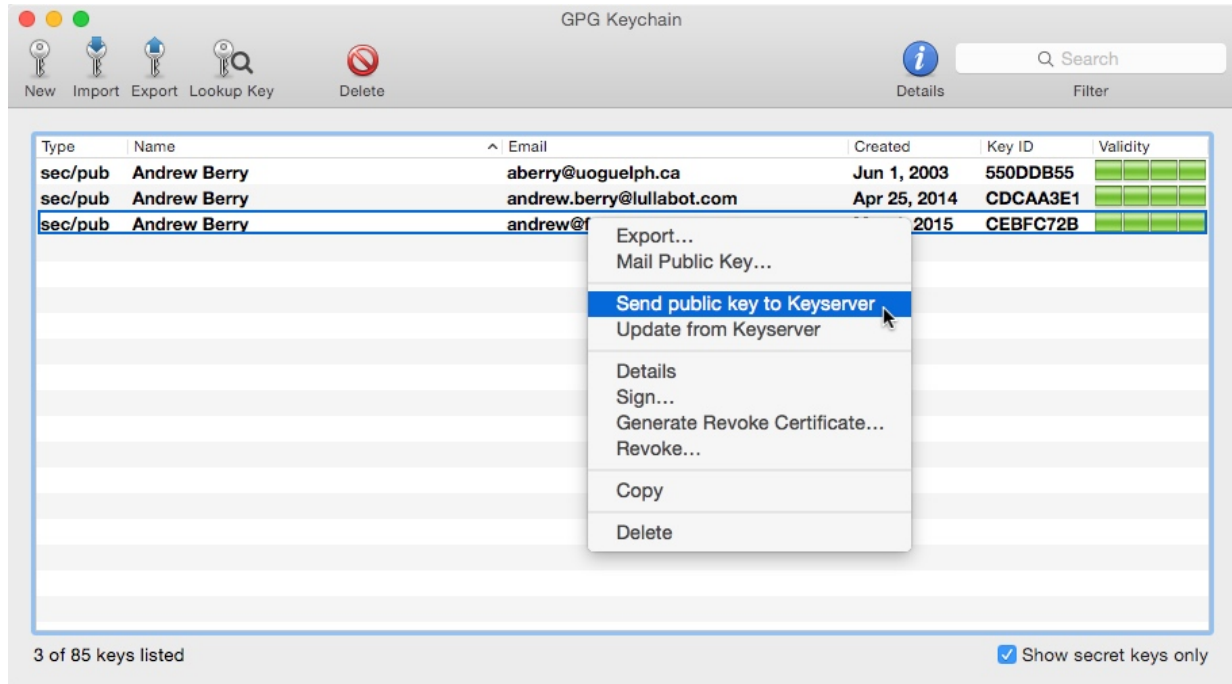 GPG Keychain
New Import Export Lookup Key Delete Details Search
Filter
Type Name Email Created Key ID Validity
sec/pub Andrew Berry aberry@uoguelph.ca Jun 1, 2003 550DDB55
sec/pub Andrew Berry andrew.berry@lullabot.com Apr 25, 2014 CDCAA3E1
sec/pub Andrew Berry 2015 CEBFC72B
Export...
Mail Public Key...
Send public key to Keyserver
Update from Keyserver
Details
Sign...
Generate Revoke Certificate...
Revoke...
Copy
Delete
3 of 85 keys listed Show secret keys only